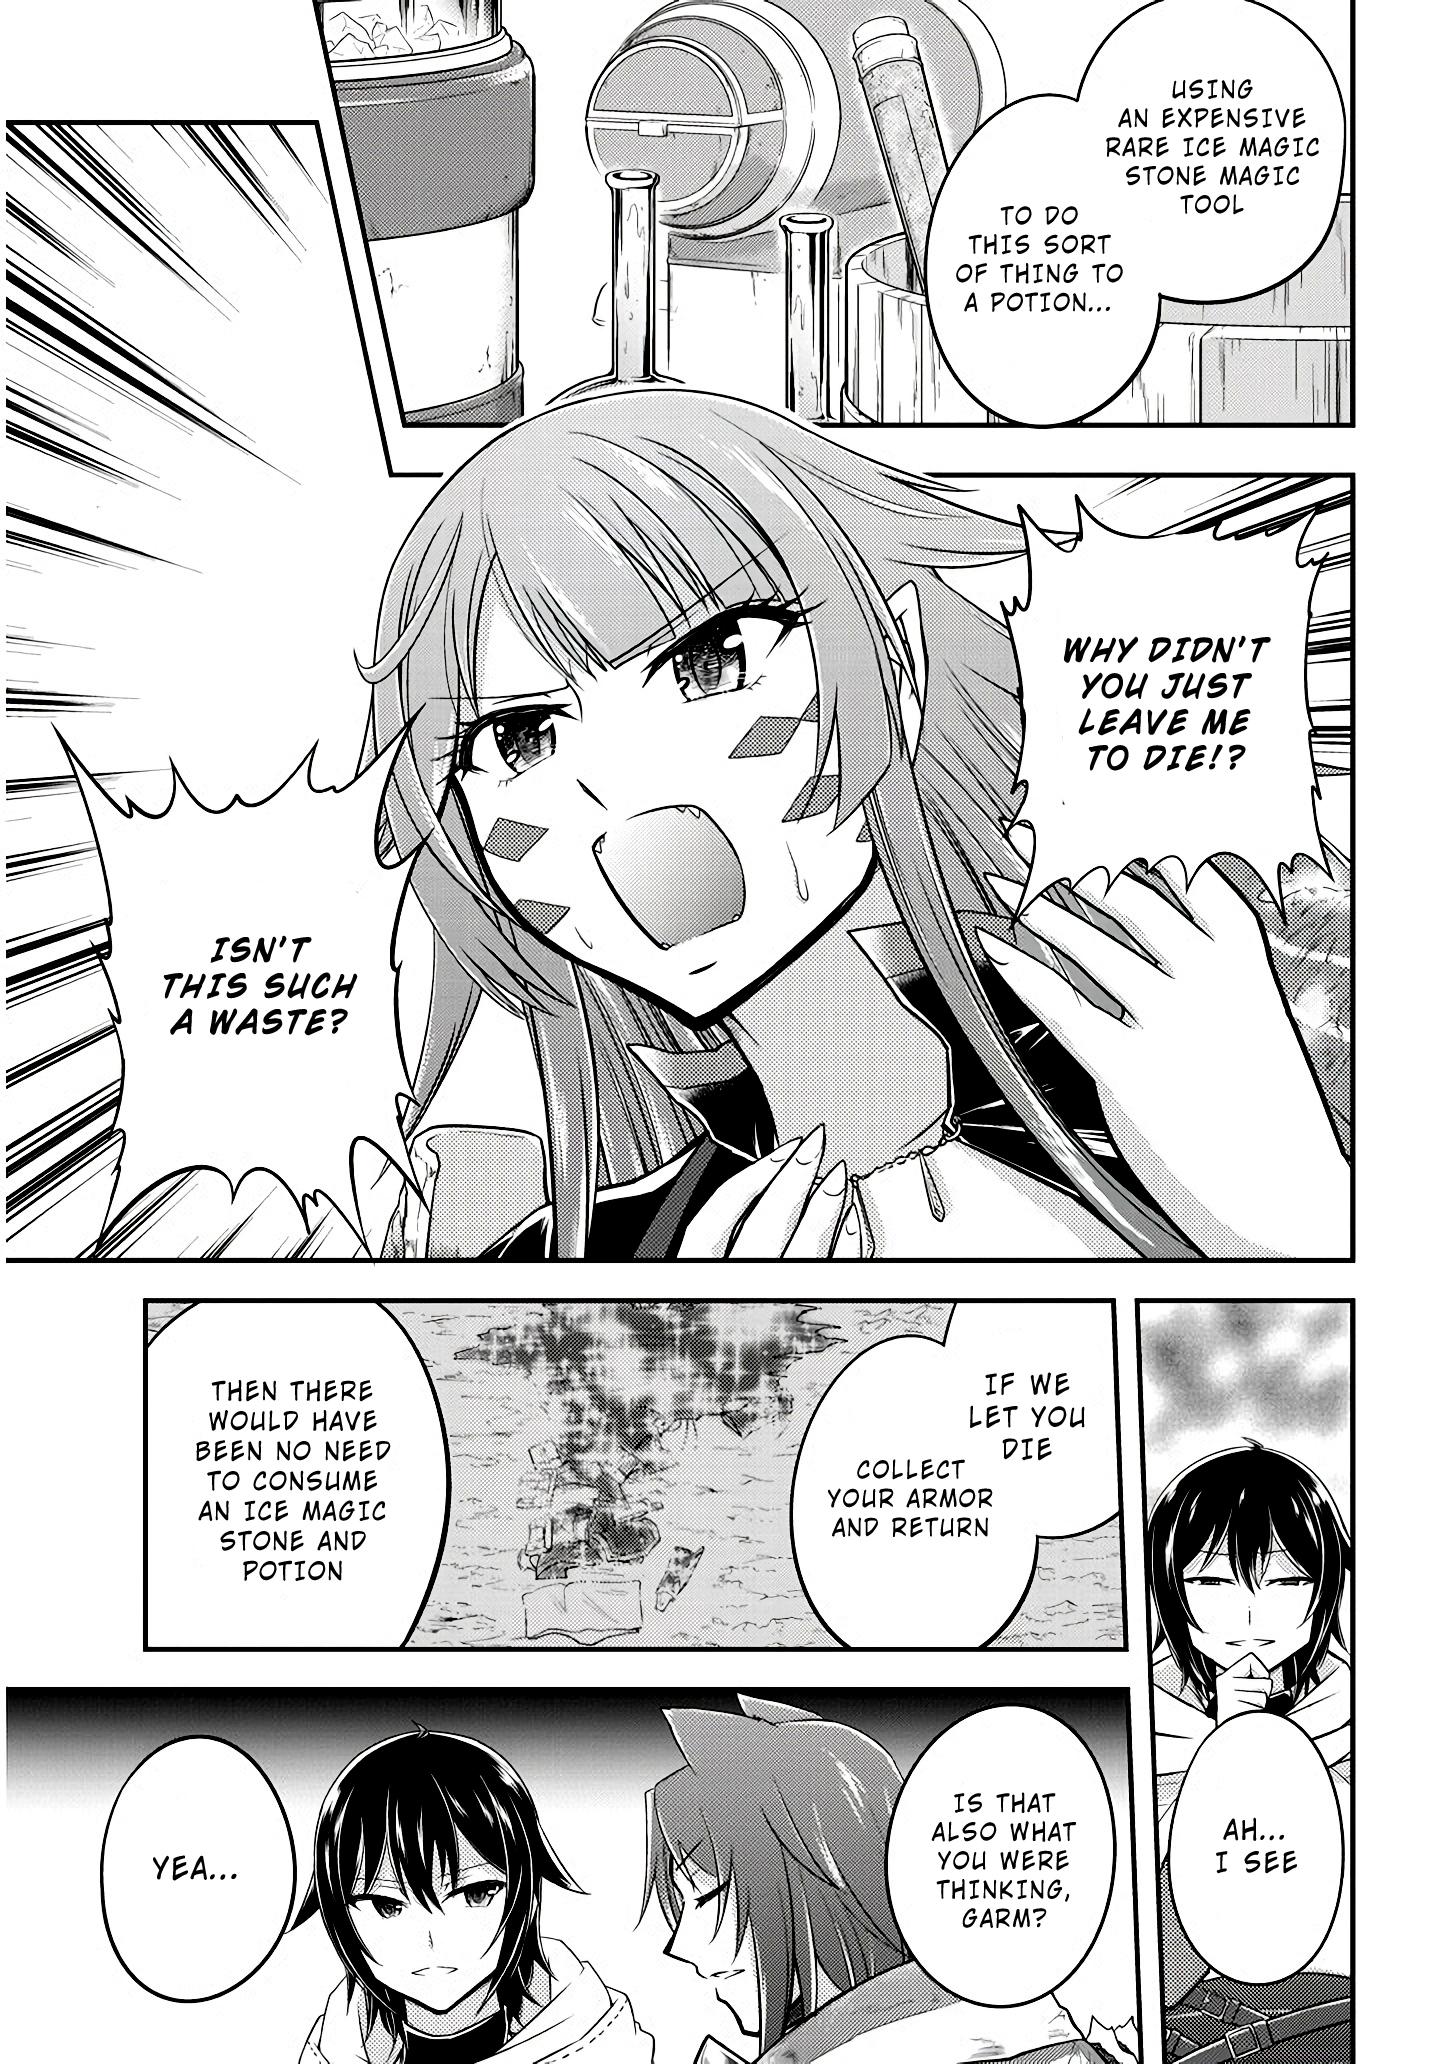 USING
AN EXPENSIVE
RARE ICE MAGIC
STONE MAGIC
TOOL
TO DO
THIS SORT
OF THING TO
A POTION...
WHY DIDN'T
YOU JUST
LEAVE ME
TO DIE!?
ISN'T
THIS SUCH
A WASTE?
AH...
I SEE
IF WE
LET YOU
DIE
COLLECT
YOUR ARMOR
AND RETURN
THEN THERE
WOULD HAVE
BEEN NO NEED
TO CONSUME
AN ICE MAGIC
STONE AND
POTION
IS THAT
ALSO WHAT
YOU WERE
THINKING,
GARM?
YEA...